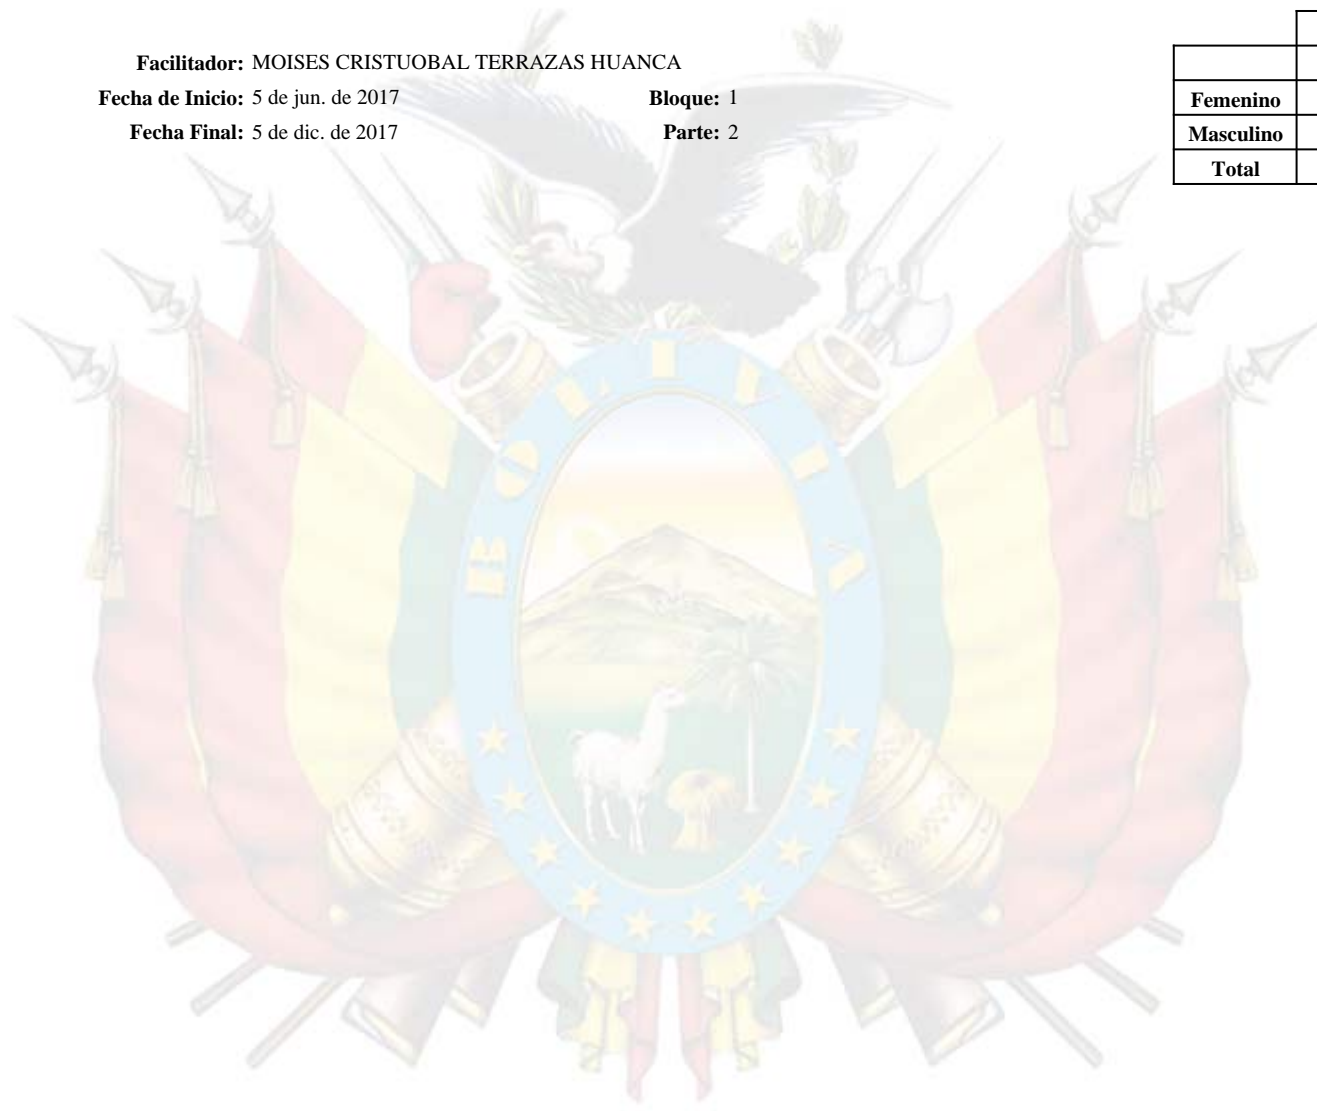 Facilitador: MOISES CRISTUOBAL TERRAZAS HUANCA
Fecha de Inicio: 5 de jun. de 2017 Bloque: 1
Fecha Final: 5 de dic. de 2017 Parte: 2
Femenino
Masculino
Total
BOLIVIA